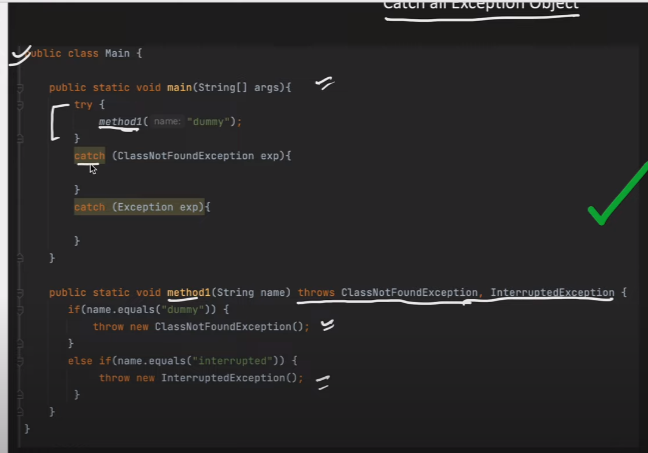 Catch all Exception Object
public class Main {
public static void main(String[] args){
try {
method1( name: "dummy");
}
catch (ClassNotFoundException exp){
}
catch (Exception exp){
}
}
public static void method1(String name) throws ClassNotFoundException, InterruptedException {
if(name.equals("dummy")) {
throw new ClassNotFoundException();
}
else if(name.equals("interrupted")) {
throw new InterruptedException();
}
}
}